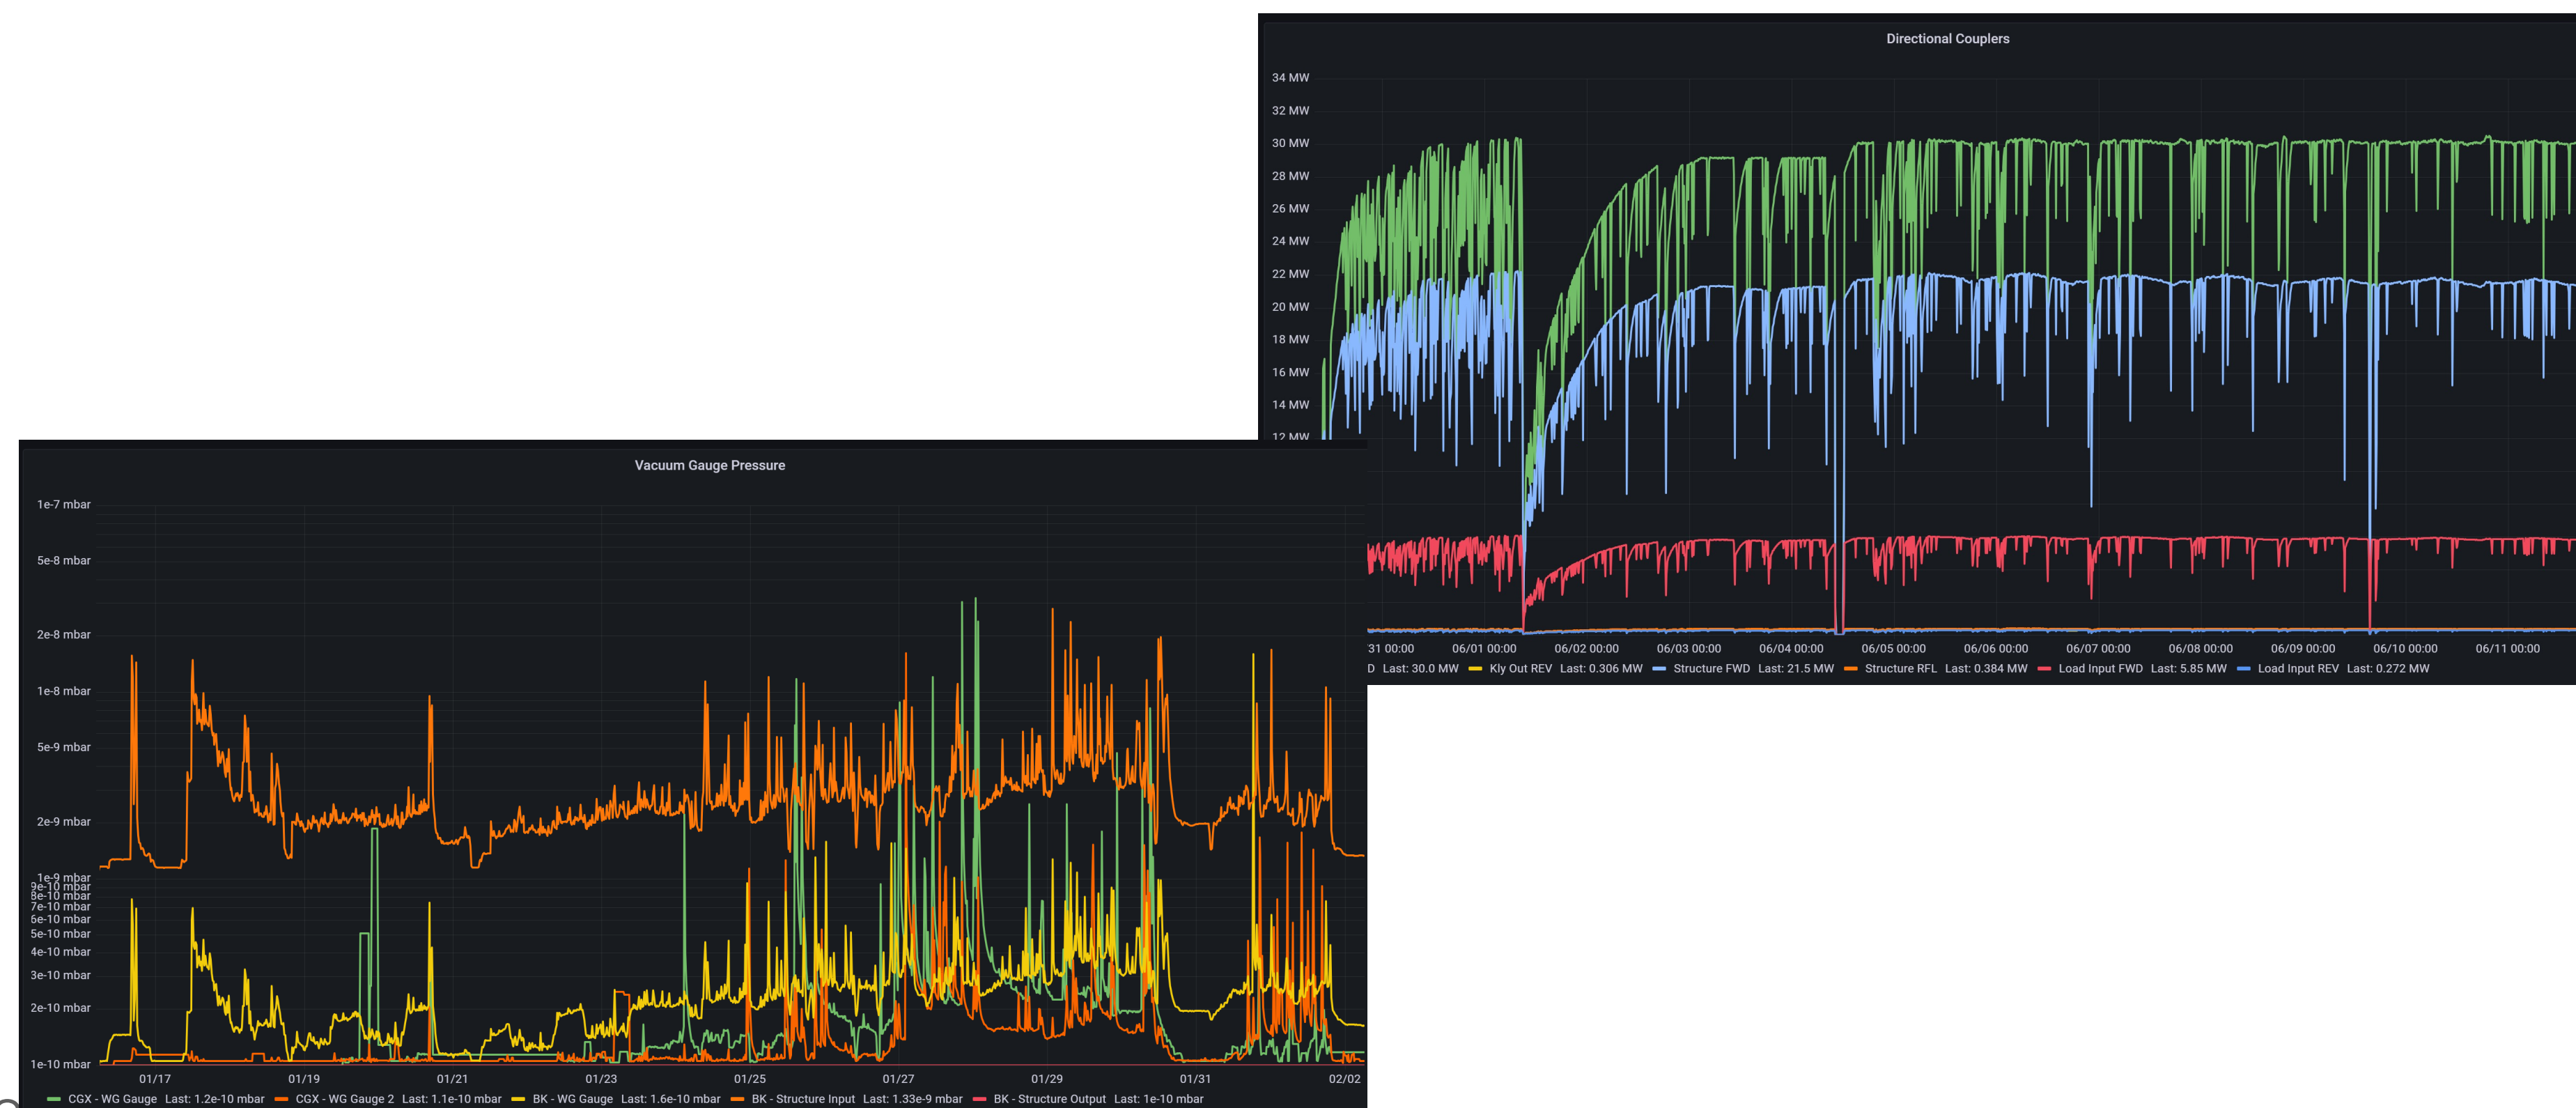 Directional Couplers
34 MW
32 MW
30 MW
28 MW
26 MW
24 MW
22 MW
20 MW
18 MW
16 MW
14 MW
12 MW
31 00:00 06/01 00:00 06/02 00:00 06/03 00:00 06/04 00:00 06/05 00:00 06/06 00:00 06/07 00:00 06/08 00:00 06/09 00:00 06/10 00:00 06/11 00:00
D Last: 30.0 MW Kly Out REV Last: 0.306 MW Structure FWD Last: 21.5 MW Structure RFL Last: 0.384 MW Load Input FWD Last: 5.85 MW Load Input REV Last: 0.272 MW
Vacuum Gauge Pressure
1e-7 mbar
5e-8 mbar
2e-8 mbar
1e-8 mbar
5e-9 mbar
2e-9 mbar
1e-9 mbar
9e-10 mbar
8e-10 mbar
7e-10 mbar
6e-10 mbar
5e-10 mbar
4e-10 mbar
3e-10 mbar
2e-10 mbar
1e-10 mbar
01/17 01/19 01/21 01/23 01/25 01/27 01/29 01/31 02/02
CGX - WG Gauge Last: 1.2e-10 mbar CGX - WG Gauge 2 Last: 1.1e-10 mbar BK - WG Gauge Last: 1.6e-10 mbar BK - Structure Input Last: 1.33e-9 mbar BK - Structure Output Last: 1e-10 mbar